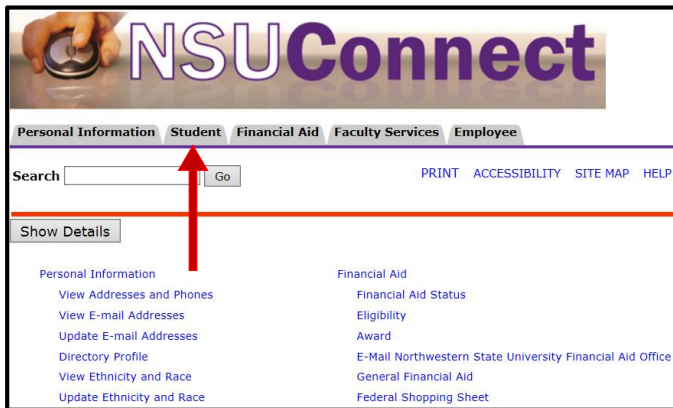 NSUConnect
Personal Information Student Financial Aid Faculty Services Employee
Search Go PRINT ACCESSIBILITY SITE MAP HELP
Show Details
Personal Information
View Addresses and Phones
View E-mail Addresses
Update E-mail Addresses
Directory Profile
View Ethnicity and Race
Update Ethnicity and Race
Financial Aid
Financial Aid Status
Eligibility
Award
E-Mail Northwestern State University Financial Aid Office
General Financial Aid
Federal Shopping Sheet